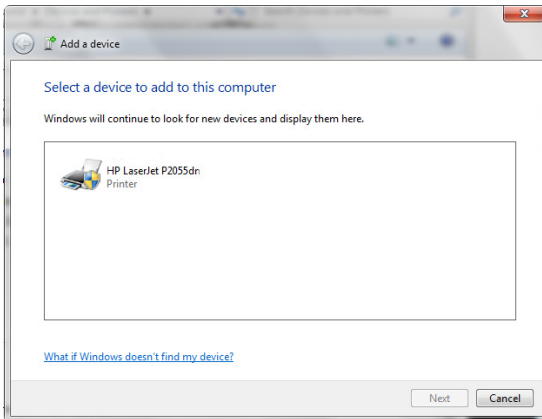 Add a device
Select a device to add to this computer
Windows will continue to look for new devices and display them here.
HP LaserJet P2055dn
Printer
What if Windows doesn't find my device?
Next
Cancel